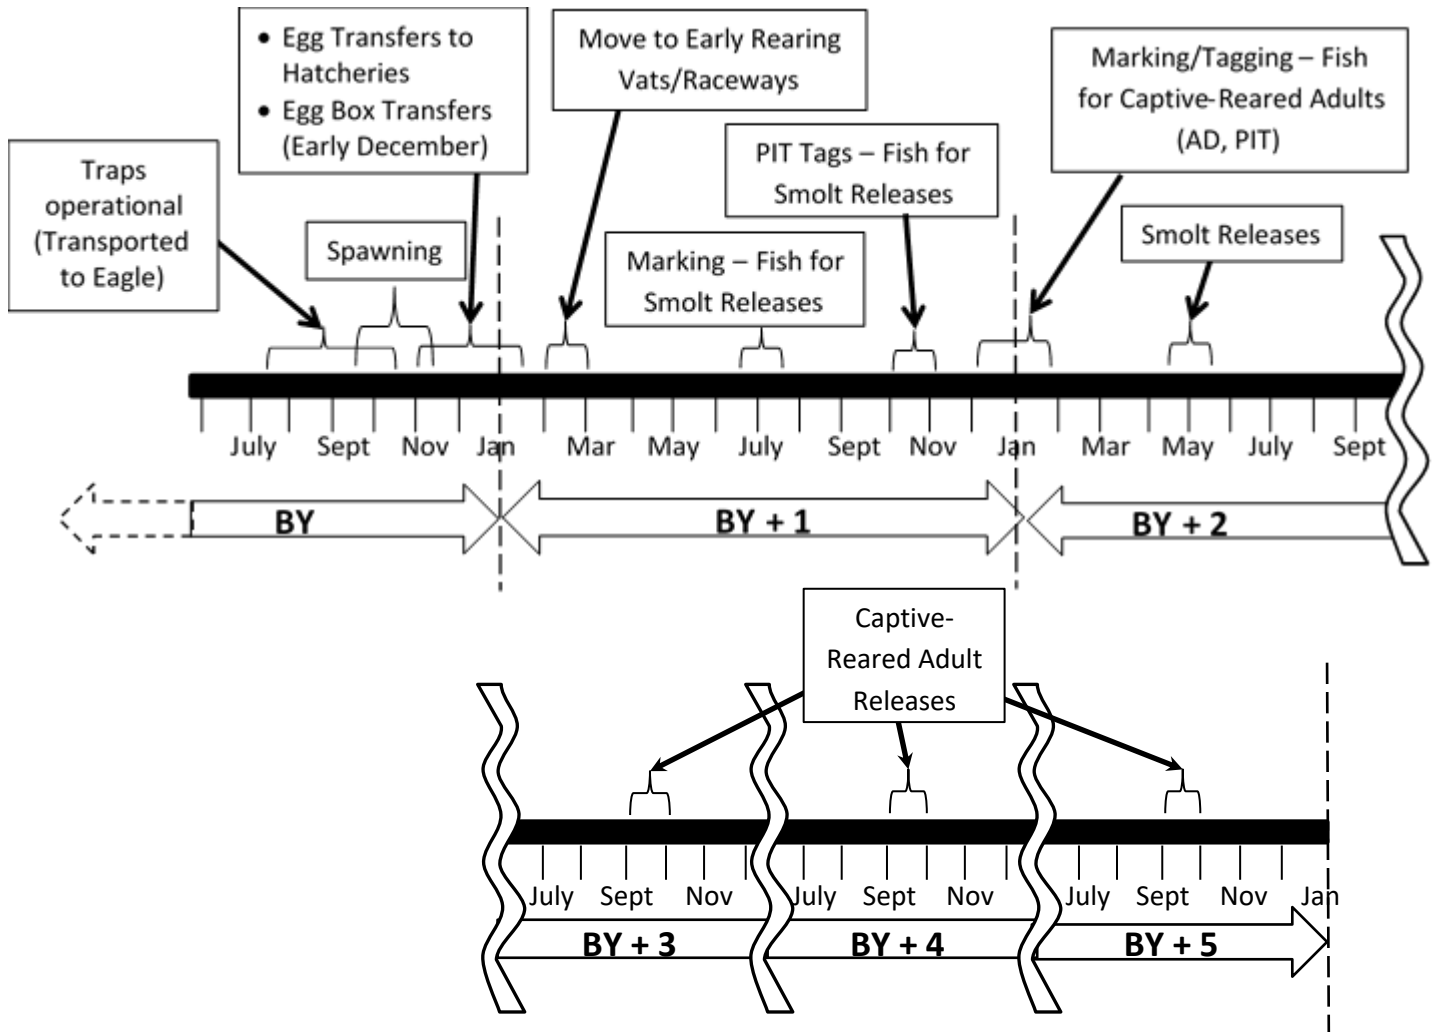 • Egg Transfers to
Hatcheries
• Egg Box Transfers
(Early December)
Move to Early Rearing
Vats/Raceways
Marking/Tagging – Fish
for Captive-Reared Adults
(AD, PIT)
Traps
operational
(Transported
to Eagle)
Spawning
PIT Tags – Fish for
Smolt Releases
Marking – Fish for
Smolt Releases
Smolt Releases
July Sept Nov Jan Mar May July Sept Nov Jan Mar May July Sept
BY BY + 1 BY + 2
Captive-
Reared Adult
Releases
July Sept Nov July Sept Nov July Sept Nov Jan
BY + 3 BY + 4 BY + 5